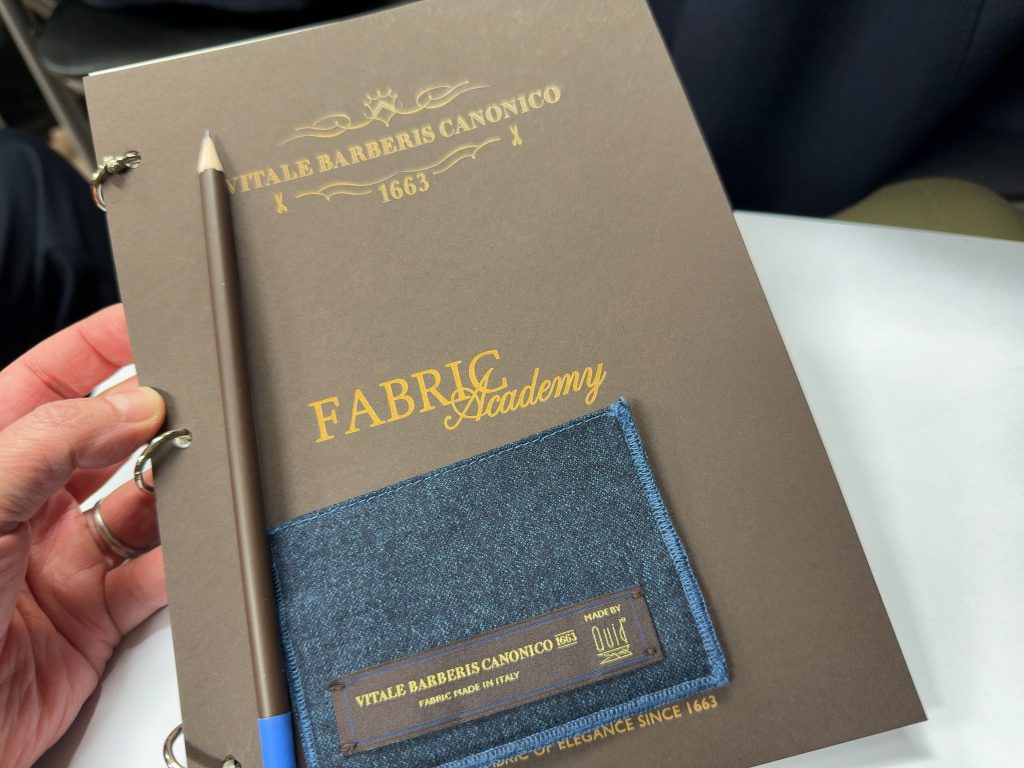 VITALE BARBERIS CANONICO
1663
FABRIC
Academy
MADE BY
VITALE BARBERIS CANONICO 1663
Quid
FABRIC MADE IN ITALY
OF ELEGANCE SINCE 1663